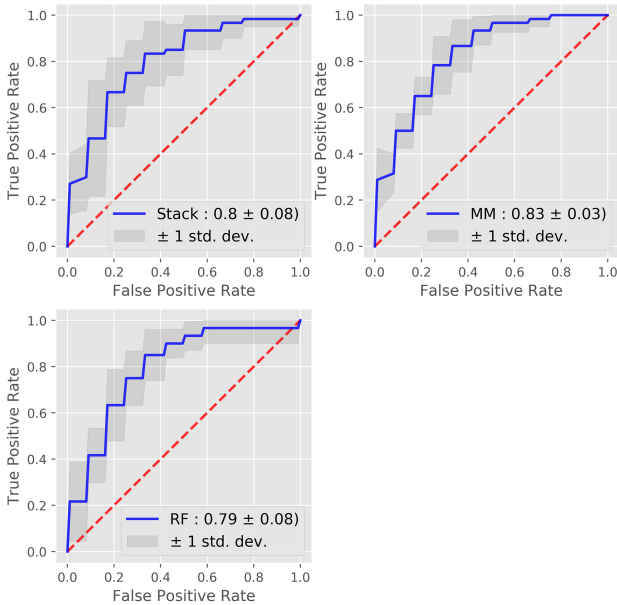 True Positive Rate
1.0
0.8
0.6
0.4
0.2
0.0
Stack : 0.8 ± 0.08)
± 1 std. dev.
0.0 0.2 0.4 0.6 0.8 1.0
False Positive Rate
True Positive Rate
1.0
0.8
0.6
0.4
0.2
0.0
MM : 0.83 ± 0.03)
± 1 std. dev.
0.0 0.2 0.4 0.6 0.8 1.0
False Positive Rate
True Positive Rate
1.0
0.8
0.6
0.4
0.2
0.0
RF : 0.79 ± 0.08)
± 1 std. dev.
0.0 0.2 0.4 0.6 0.8 1.0
False Positive Rate